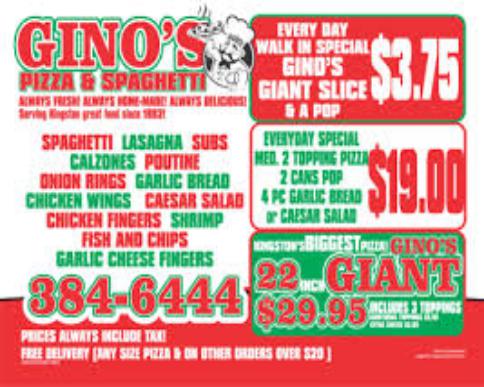 GINO'S
PIZZA & SPAGHETTI
ALWAYS FRESH! ALWAYS HOME-MADE! ALWAYS DELICIOUS!
Serving Kingston great food since 1983!
SPAGHETTI LASAGNA SUBS
CALZONES POUTINE
ONION RINGS GARLIC BREAD
CHICKEN WINGS CAESAR SALAD
CHICKEN FINGERS SHRIMP
FISH AND CHIPS
GARLIC CHEESE FINGERS
384-6444
PRICES ALWAYS INCLUDE TAX!
FREE DELIVERY (ANY SIZE PIZZA & ON OTHER ORDERS OVER $20)
EVERY DAY
WALK IN SPECIAL
GINO'S
GIANT SLICE
& A POP
$3.75
EVERYDAY SPECIAL
MED. 2 TOPPING PIZZA
2 CANS POP
4 PC GARLIC BREAD
or CAESAR SALAD
$19.00
KINGSTON'S BIGGEST PIZZA! GINO'S
22 INCH GIANT
$29.95 INCLUDES 3 TOPPINGS